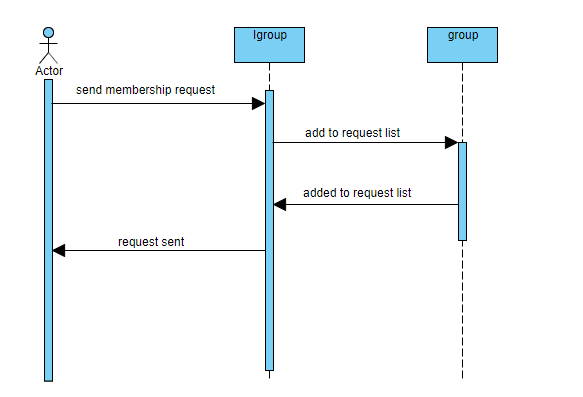 Igroup
group
Actor
send membership request
add to request list
added to request list
request sent